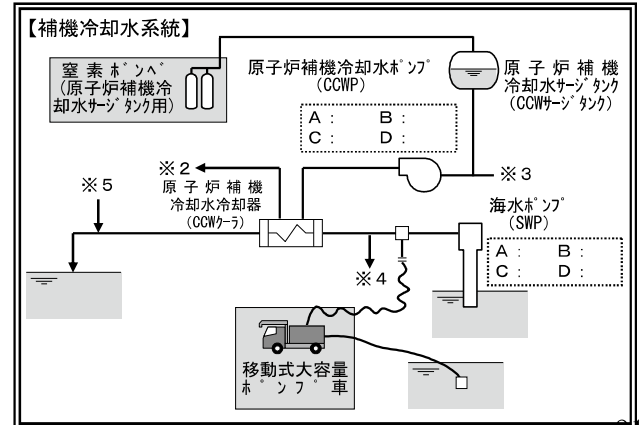 【補機冷却水系統】
窒素ボンベ
(原子炉補機冷
却水サージタンク用)
原子炉補機冷却水ポンプ
(CCWP)
A： B：
C： D：
原子炉補機
冷却水サージタンク
(CCWサージタンク)
※2
※3
※5
原子炉補機
冷却水冷却器
(CCWクーラ)
海水ポンプ
(SWP)
A： B：
C： D：
※4
移動式大容量
ポンプ車